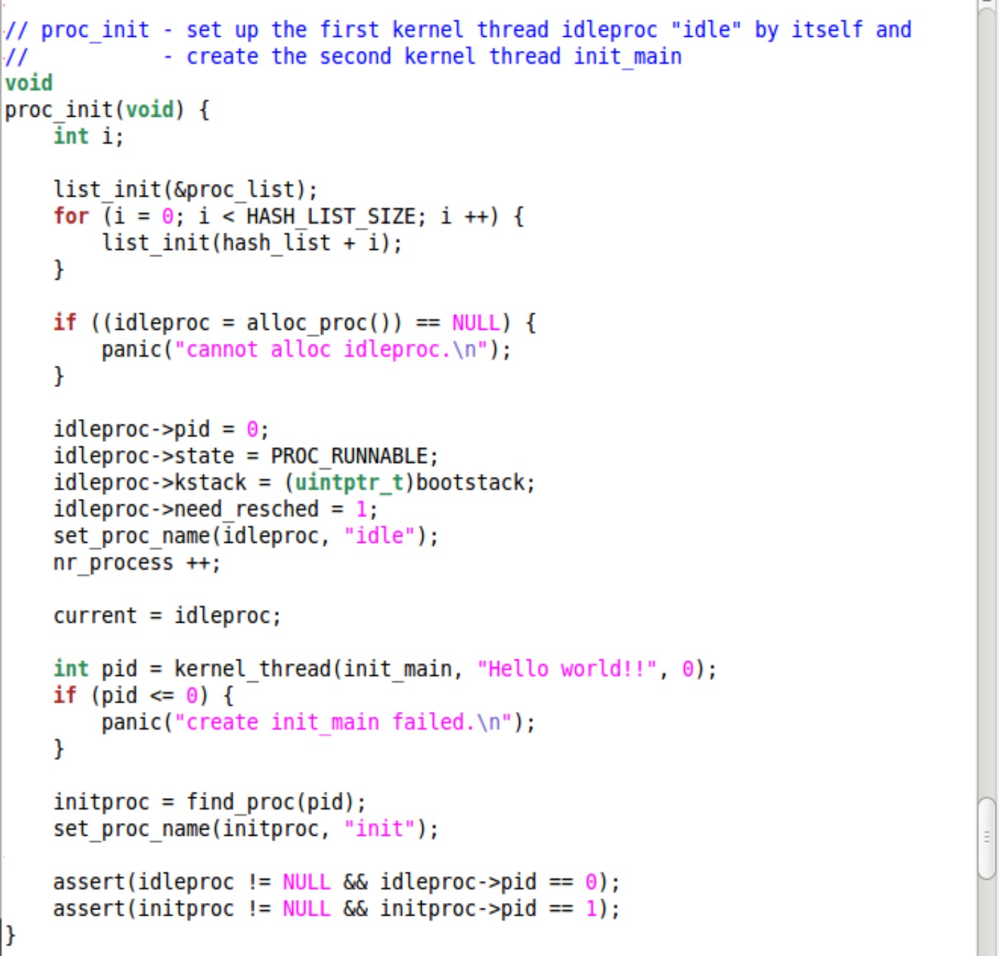 // proc_init - set up the first kernel thread idleproc "idle" by itself and
//           - create the second kernel thread init_main
void
proc_init(void) {
    int i;

    list_init(&proc_list);
    for (i = 0; i < HASH_LIST_SIZE; i ++) {
        list_init(hash_list + i);
    }

    if ((idleproc = alloc_proc()) == NULL) {
        panic("cannot alloc idleproc.\n");
    }

    idleproc->pid = 0;
    idleproc->state = PROC_RUNNABLE;
    idleproc->kstack = (uintptr_t)bootstack;
    idleproc->need_resched = 1;
    set_proc_name(idleproc, "idle");
    nr_process ++;

    current = idleproc;

    int pid = kernel_thread(init_main, "Hello world!!", 0);
    if (pid <= 0) {
        panic("create init_main failed.\n");
    }

    initproc = find_proc(pid);
    set_proc_name(initproc, "init");

    assert(idleproc != NULL && idleproc->pid == 0);
    assert(initproc != NULL && initproc->pid == 1);
}